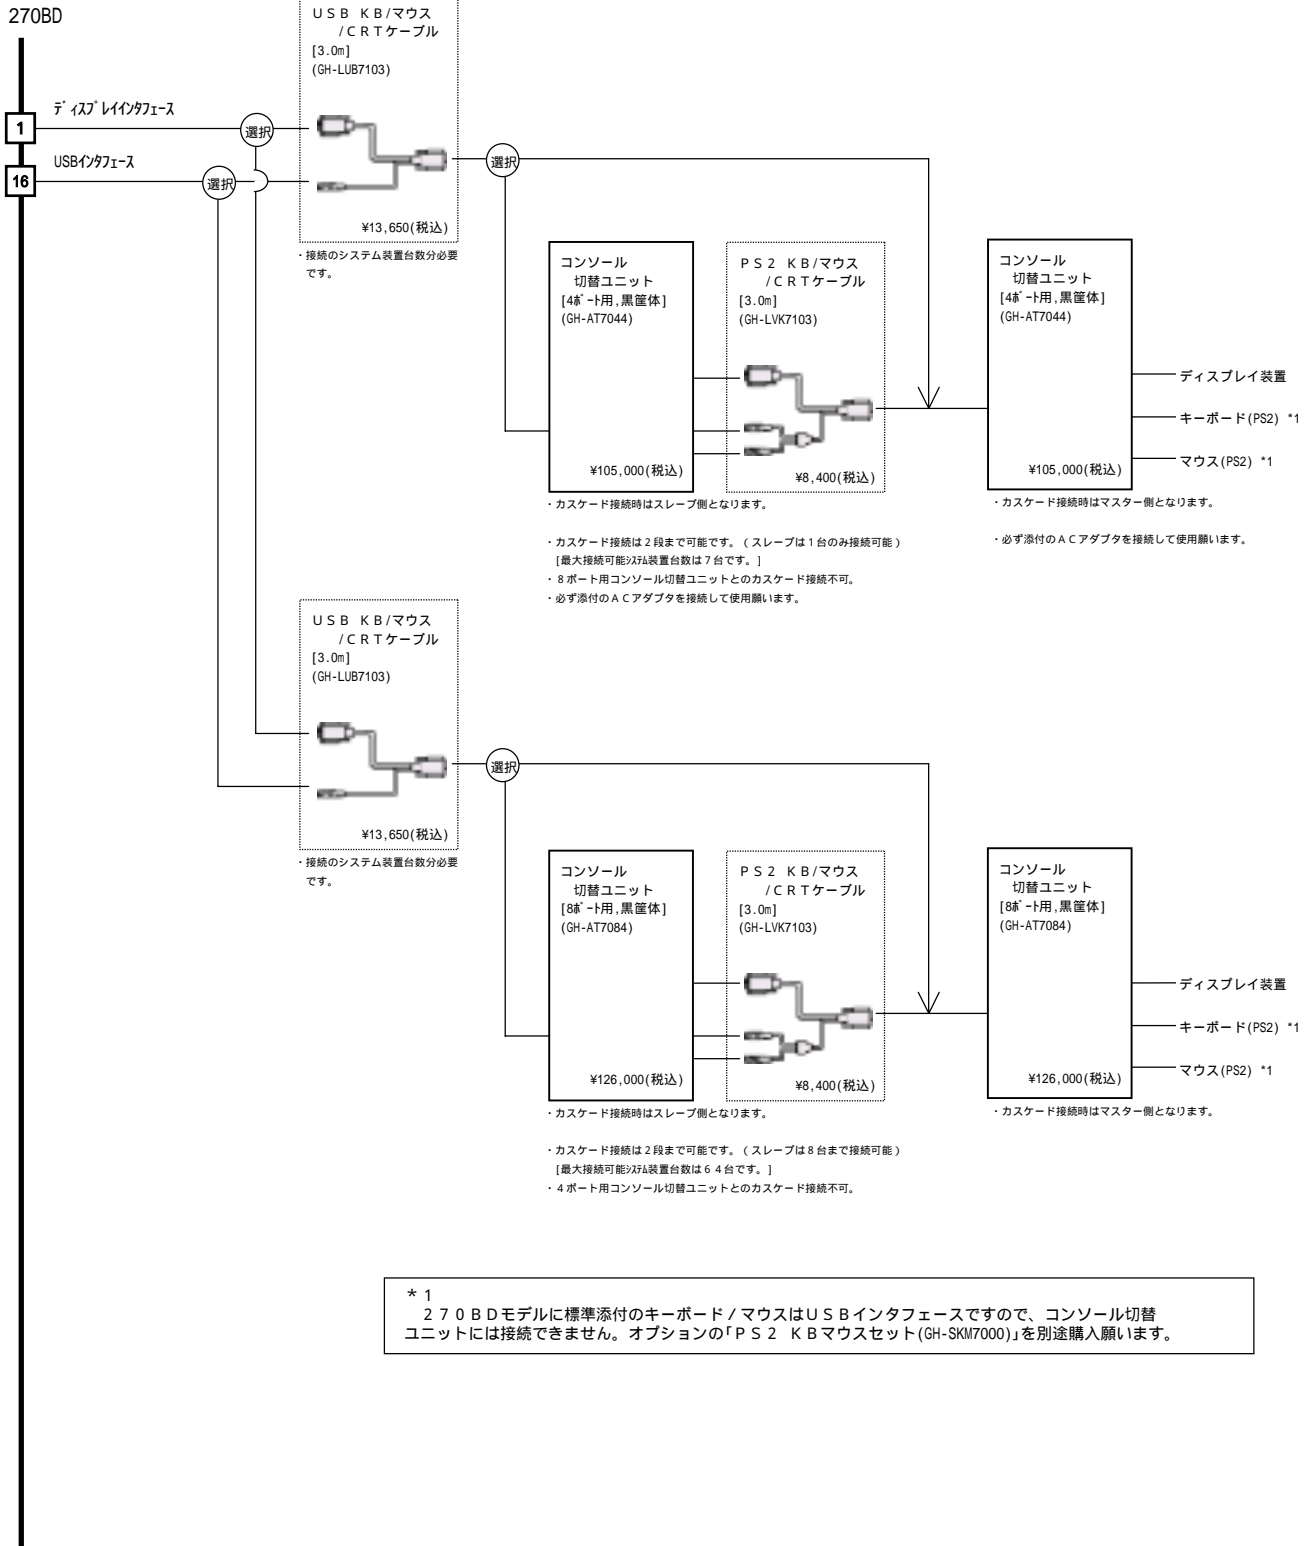 270BD
USB KB/マウス
/CRTケーブル
[3.0m]
(GH-LUB7103)
ﾃﾞｨｽﾌﾟﾚｲｲﾝﾀﾌｪｰｽ
1
選択
USBｲﾝﾀﾌｪｰｽ
16
選択
選択
¥13,650(税込)
・接続のシステム装置台数分必要
です。
コンソール
切替ユニット
[4ﾎﾟｰﾄ用,黒筐体]
(GH-AT7044)
¥105,000(税込)
PS2 KB/マウス
/CRTケーブル
[3.0m]
(GH-LVK7103)
¥8,400(税込)
コンソール
切替ユニット
[4ﾎﾟｰﾄ用,黒筐体]
(GH-AT7044)
¥105,000(税込)
ディスプレイ装置
キーボード(PS2) *1
マウス(PS2) *1
・カスケード接続時はスレーブ側となります。
・カスケード接続は2段まで可能です。(スレーブは1台のみ接続可能)
[最大接続可能ｼｽﾃﾑ装置台数は7台です。]
・8ポート用コンソール切替ユニットとのカスケード接続不可。
・必ず添付のACアダプタを接続して使用願います。
・カスケード接続時はマスター側となります。
・必ず添付のACアダプタを接続して使用願います。
USB KB/マウス
/CRTケーブル
[3.0m]
(GH-LUB7103)
¥13,650(税込)
・接続のシステム装置台数分必要
です。
選択
コンソール
切替ユニット
[8ﾎﾟｰﾄ用,黒筐体]
(GH-AT7084)
¥126,000(税込)
PS2 KB/マウス
/CRTケーブル
[3.0m]
(GH-LVK7103)
¥8,400(税込)
コンソール
切替ユニット
[8ﾎﾟｰﾄ用,黒筐体]
(GH-AT7084)
¥126,000(税込)
ディスプレイ装置
キーボード(PS2) *1
マウス(PS2) *1
・カスケード接続時はスレーブ側となります。
・カスケード接続は2段まで可能です。(スレーブは8台まで接続可能)
[最大接続可能ｼｽﾃﾑ装置台数は64台です。]
・4ポート用コンソール切替ユニットとのカスケード接続不可。
・カスケード接続時はマスター側となります。
*1
270BDモデルに標準添付のキーボード/マウスはUSBインタフェースですので、コンソール切替
ユニットには接続できません。オプションの「PS2 KBマウスセット(GH-SKM7000)」を別途購入願います。